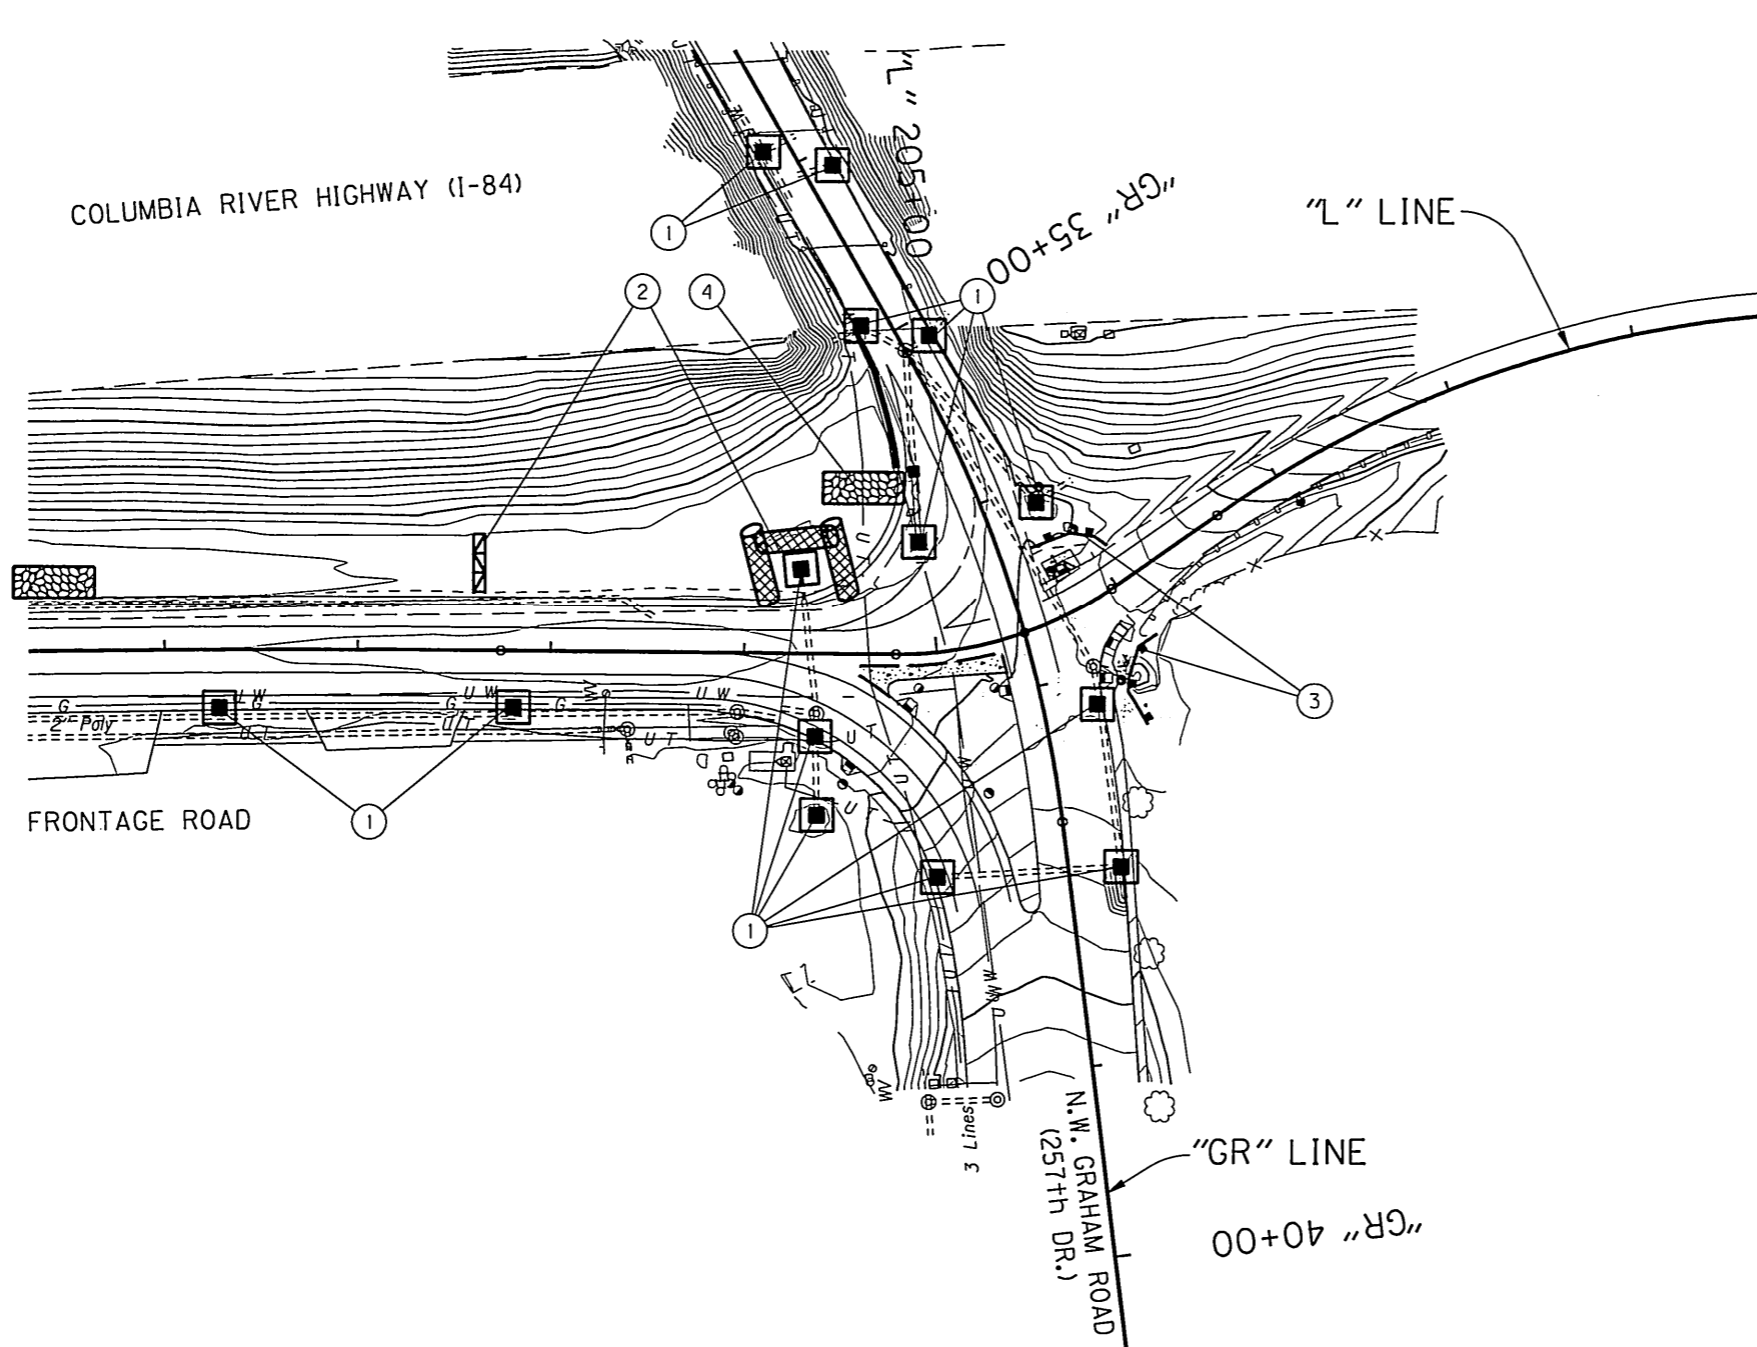 "L" 205+00
COLUMBIA RIVER HIGHWAY (I-84)
"GR" 35+00
"L" LINE
1
1
2
4
3
U T
U T
U W
U W
U W
G
G
G
G
2" Poly
U T
U T
U T
FRONTAGE ROAD
1
1
3 Lines
N.W. GRAHAM ROAD
(257th DR.)
"GR" LINE
"GR" 40+00